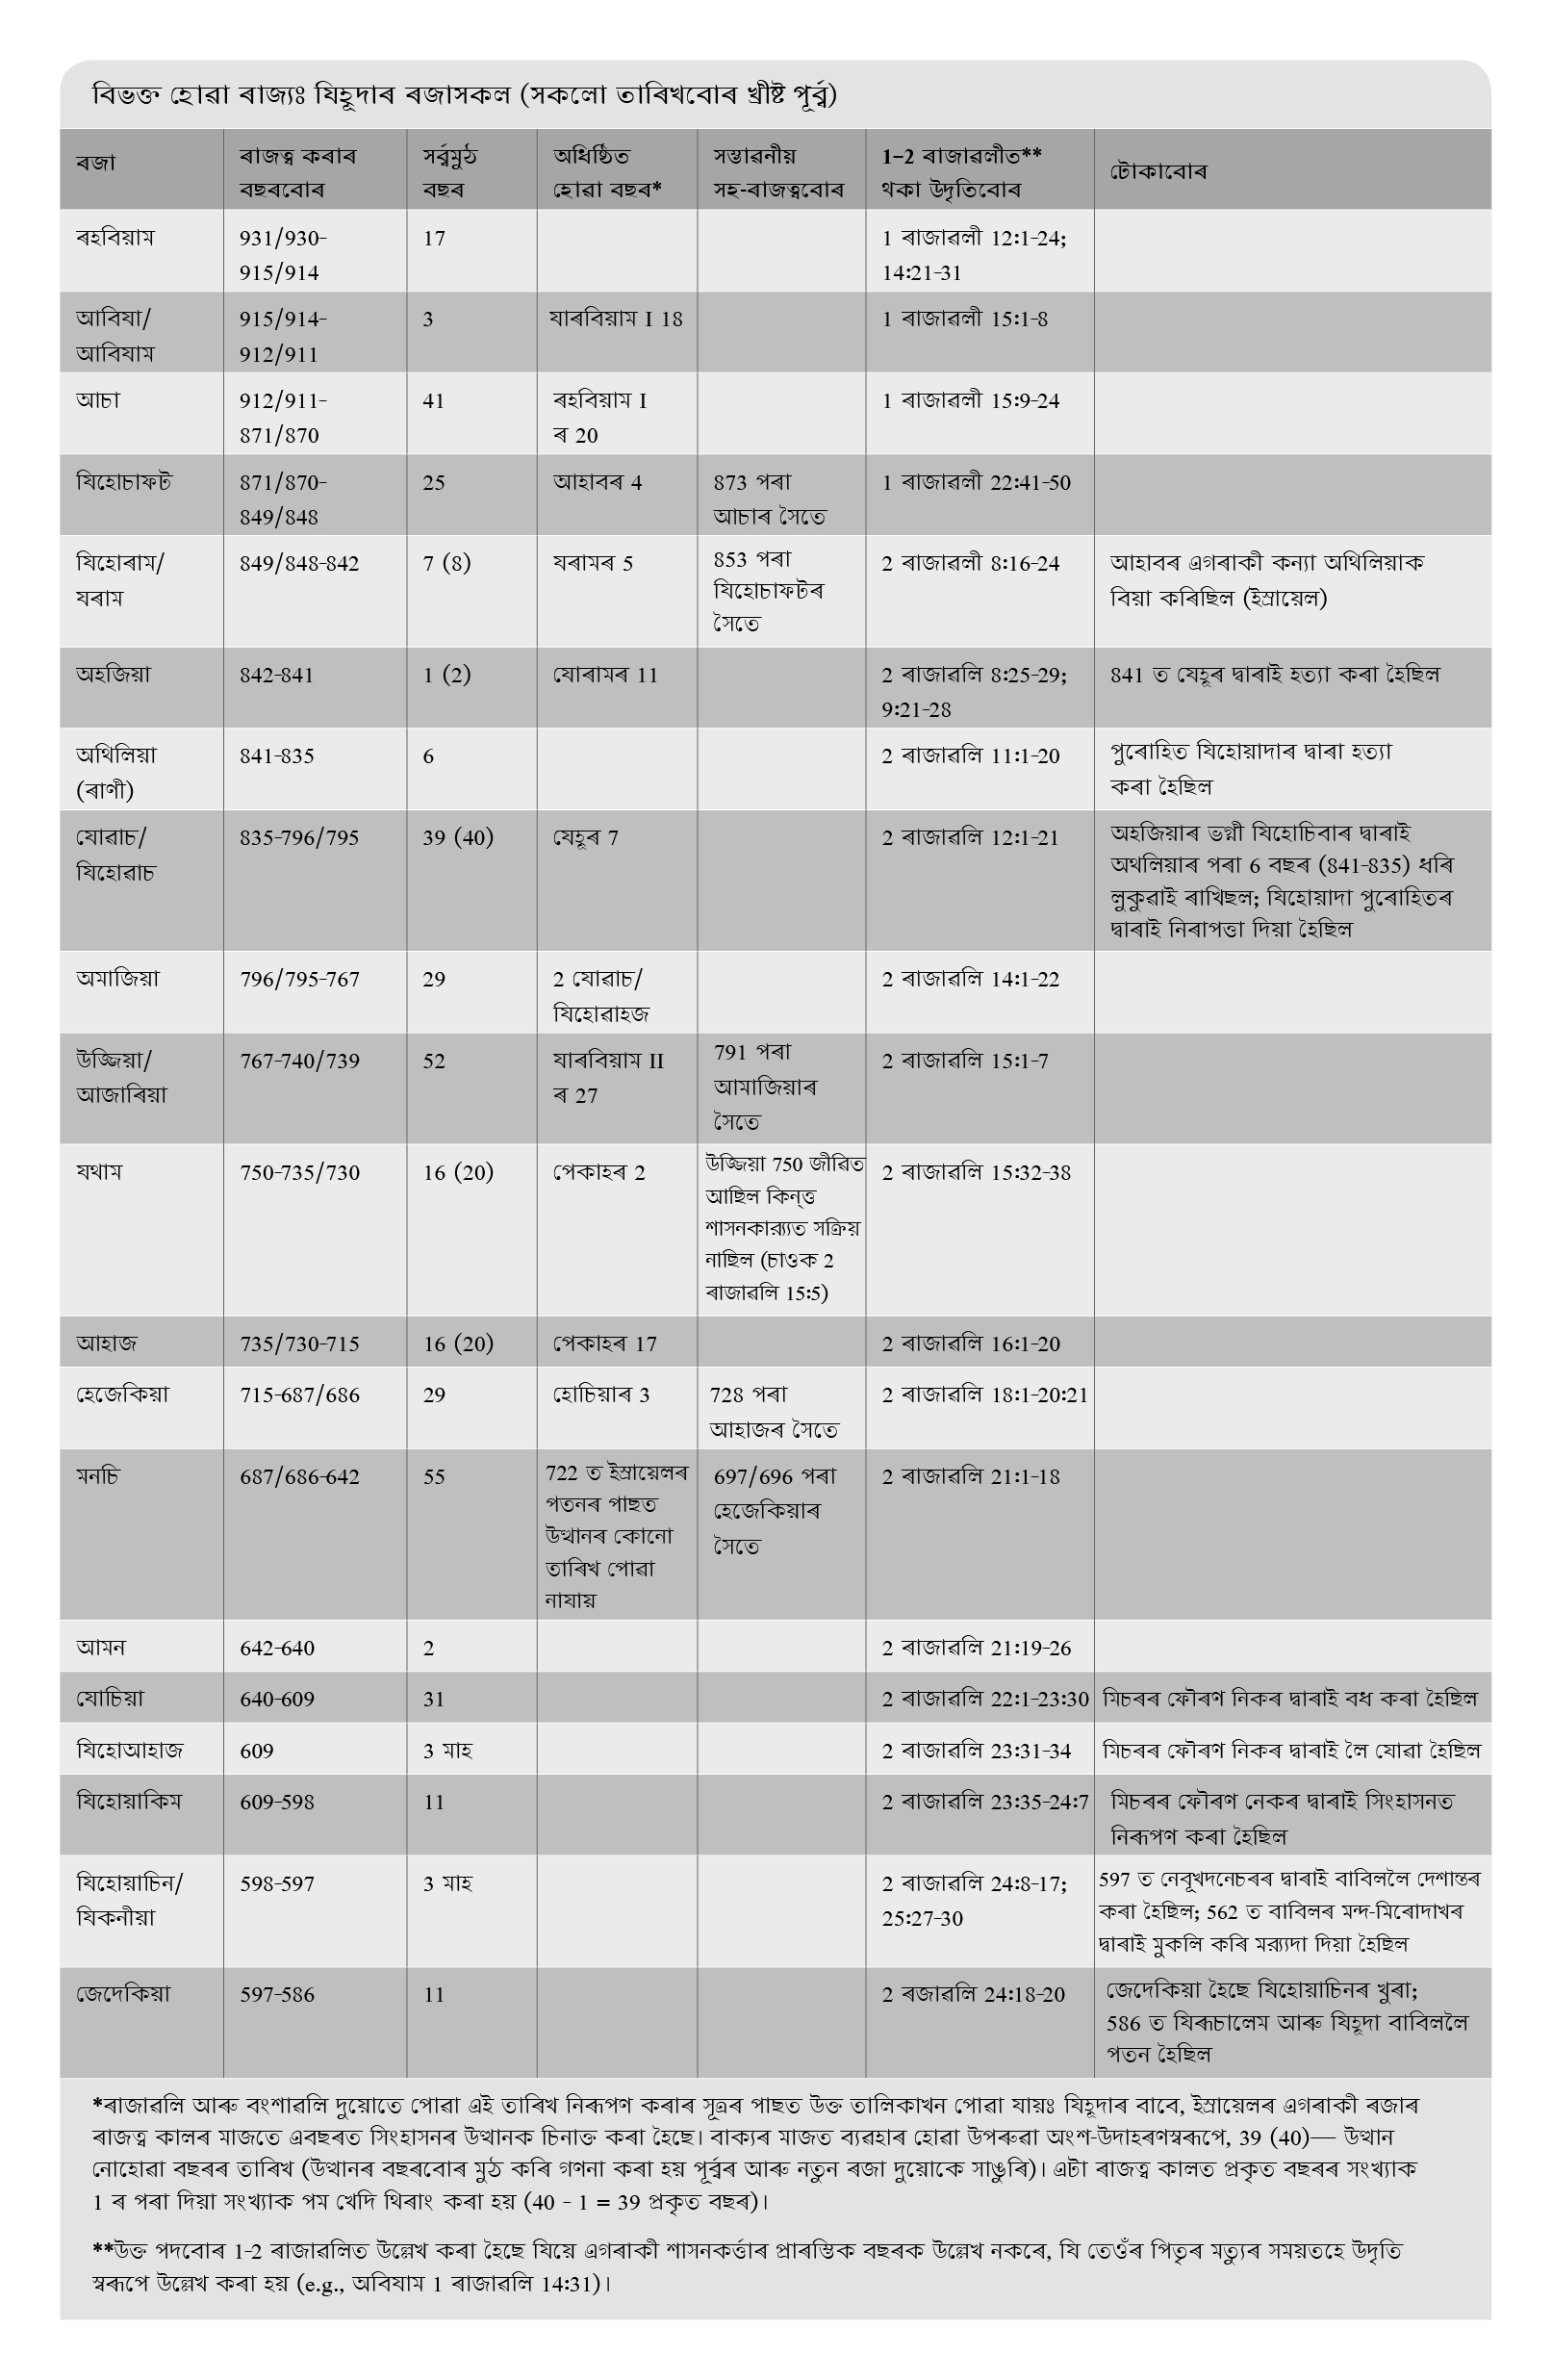 বিভক্ত হোৱা ৰাজ্যঃ যিহূদাৰ ৰজাসকল (সকলো তাৰিখবোৰ খ্ৰীষ্ট পূৰ্ব্ব)
ৰজা
ৰাজত্ব কৰাৰ
বছৰবোৰ
সৰ্ব্বমুঠ
বছৰ
অধিষ্ঠিত
হোৱা বছৰ*
সম্ভাৱনীয়
সহ-ৰাজত্ববোৰ
1–2 ৰাজাৱলীত**
থকা উদৃতিবোৰ
টোকাবোৰ
ৰহবিয়াম
931/930–
915/914
17
1 ৰাজাৱলী 12:1–24;
14:21–31
আবিযা/
আবিযাম
915/914–
912/911
3
যাৰবিয়াম I 18
1 ৰাজাৱলী 15:1–8
আচা
912/911–
871/870
41
ৰহবিয়াম I
ৰ 20
1 ৰাজাৱলী 15:9–24
যিহোচাফট
871/870–
849/848
25
আহাবৰ 4
873 পৰা
আচাৰ সৈতে
1 ৰাজাৱলী 22:41–50
যিহোৰাম/
যৰাম
849/848–842
7 (8)
যৰামৰ 5
853 পৰা
যিহোচাফটৰ
সৈতে
2 ৰাজাৱলী 8:16–24
আহাবৰ এগৰাকী কন্যা অথিলিয়াক
বিয়া কৰিছিল (ইস্ৰায়েল)
অহজিয়া
842–841
1 (2)
যোৰামৰ 11
2 ৰাজাৱলি 8:25–29;
9:21–28
841 ত যেহূৰ দ্বাৰাই হত্যা কৰা হৈছিল
অথিলিয়া
(ৰাণী)
841–835
6
2 ৰাজাৱলি 11:1–20
পুৰোহিত যিহোয়াদাৰ দ্বাৰা হত্যা
কৰা হৈছিল
যোৱাচ/
যিহোৱাচ
835–796/795
39 (40)
যেহূৰ 7
2 ৰাজাৱলি 12:1–21
অহজিয়াৰ ভগ্নী যিহোচিবাৰ দ্বাৰাই
অথলিয়াৰ পৰা 6 বছৰ (841–835) ধৰি
লুকুৱাই ৰাখিছল; যিহোয়াদা পুৰোহিতৰ
দ্বাৰাই নিৰাপত্তা দিয়া হৈছিল
অমাজিয়া
796/795–767
29
2 যোৱাচ/
যিহোৱাহজ
2 ৰাজাৱলি 14:1–22
উজ্জিয়া/
আজাৰিয়া
767–740/739
52
যাৰবিয়াম II
ৰ 27
791 পৰা
আমাজিয়াৰ
সৈতে
2 ৰাজাৱলি 15:1–7
যথাম
750–735/730
16 (20)
পেকাহৰ 2
উজ্জিয়া 750 জীৱিত
আছিল কিন্ত্ত
শাসনকাৰ্য্যত সক্ৰিয়
নাছিল (চাওক 2
ৰাজাৱলি 15:5)
2 ৰাজাৱলি 15:32–38
আহাজ
735/730–715
16 (20)
পেকাহৰ 17
2 ৰাজাৱলি 16:1–20
হেজেকিয়া
715–687/686
29
হোচিয়াৰ 3
728 পৰা
আহাজৰ সৈতে
2 ৰাজাৱলি 18:1–20:21
মনচি
687/686–642
55
722 ত ইস্ৰায়েলৰ
পতনৰ পাছত
উত্থানৰ কোনো
তাৰিখ পোৱা
নাযায়
697/696 পৰা
হেজেকিয়াৰ
সৈতে
2 ৰাজাৱলি 21:1–18
আমন
642–640
2
2 ৰাজাৱলি 21:19–26
যোচিয়া
640–609
31
2 ৰাজাৱলি 22:1–23:30
মিচৰৰ ফৌৰণ নিকৰ দ্বাৰাই বধ কৰা হৈছিল
যিহোআহাজ
609
3 মাহ
2 ৰাজাৱলি 23:31–34
মিচৰৰ ফৌৰণ নিকৰ দ্বাৰাই লৈ যোৱা হৈছিল
যিহোয়াকিম
609–598
11
2 ৰাজাৱলি 23:35–24:7
মিচৰৰ ফৌৰণ নেকৰ দ্বাৰাই সিংহাসনত
নিৰূপণ কৰা হৈছিল
যিহোয়াচিন/
যিকনীয়া
598–597
3 মাহ
2 ৰাজাৱলি 24:8–17;
25:27–30
597 ত নেবূখদনেচৰৰ দ্বাৰাই বাবিললৈ দেশান্তৰ
কৰা হৈছিল; 562 ত বাবিলৰ মন্দ-মিৰোদাখৰ
দ্বাৰাই মুকলি কৰি মৰ্য্যদা দিয়া হৈছিল
জেদেকিয়া
597–586
11
2 ৰজাৱলি 24:18–20
জেদেকিয়া হৈছে যিহোয়াচিনৰ খুৰা;
586 ত যিৰূচালেম আৰু যিহূদা বাবিললৈ
পতন হৈছিল
*ৰাজাৱলি আৰু বংশাৱলি দুয়োতে পোৱা এই তাৰিখ নিৰূপণ কৰাৰ সূত্ৰৰ পাছত উক্ত তালিকাখন পোৱা যায়ঃ যিহূদাৰ বাবে, ইস্ৰায়েলৰ এগৰাকী ৰজাৰ
ৰাজত্ব কালৰ মাজতে এবছৰত সিংহাসনৰ উত্থানক চিনাক্ত কৰা হৈছে। বাক্যৰ মাজত ব্যৱহাৰ হোৱা উপৰুৱা অংশ-উদাহৰণস্বৰূপে, 39 (40)— উত্থান
নোহোৱা বছৰৰ তাৰিখ (উত্থানৰ বছৰবোৰ মুঠ কৰি গণনা কৰা হয় পূৰ্ব্বৰ আৰু নতুন ৰজা দুয়োকে সাঙুৰি)। এটা ৰাজত্ব কালত প্ৰকৃত বছৰৰ সংখ্যাক
1 ৰ পৰা দিয়া সংখ্যাক পম খেদি থিৰাং কৰা হয় (40 – 1 = 39 প্ৰকৃত বছৰ)।
**উক্ত পদবোৰ 1–2 ৰাজাৱলিত উল্লেখ কৰা হৈছে যিয়ে এগৰাকী শাসনকৰ্ত্তাৰ প্ৰাৰম্ভিক বছৰক উল্লেখ নকৰে, যি তেওঁৰ পিতৃৰ মত্যুৰ সময়তহে উদৃতি
স্বৰূপে উল্লেখ কৰা হয় (e.g., অবিযাম 1 ৰাজাৱলি 14:31)।